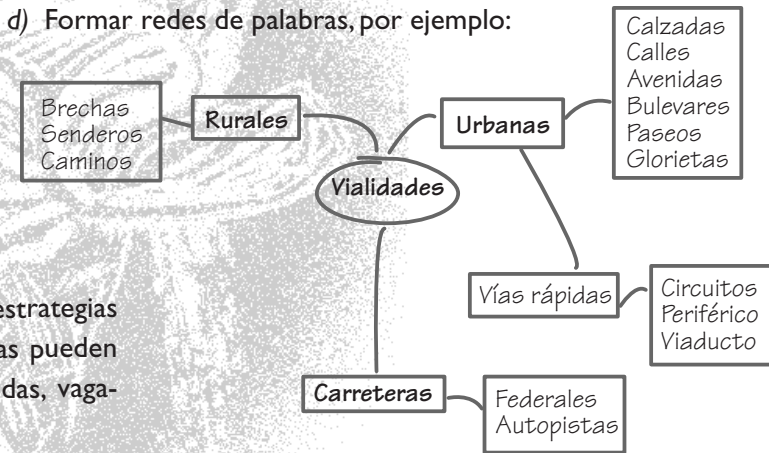 d) Formar redes de palabras, por ejemplo:
Brechas
Senderos
Caminos
Rurales
Vialidades
Urbanas
Calzadas
Calles
Avenidas
Bulevares
Paseos
Glorietas
Vías rápidas
Circuitos
Periférico
Viaducto
Carreteras
Federales
Autopistas
estrategias
as pueden
das, vaga-